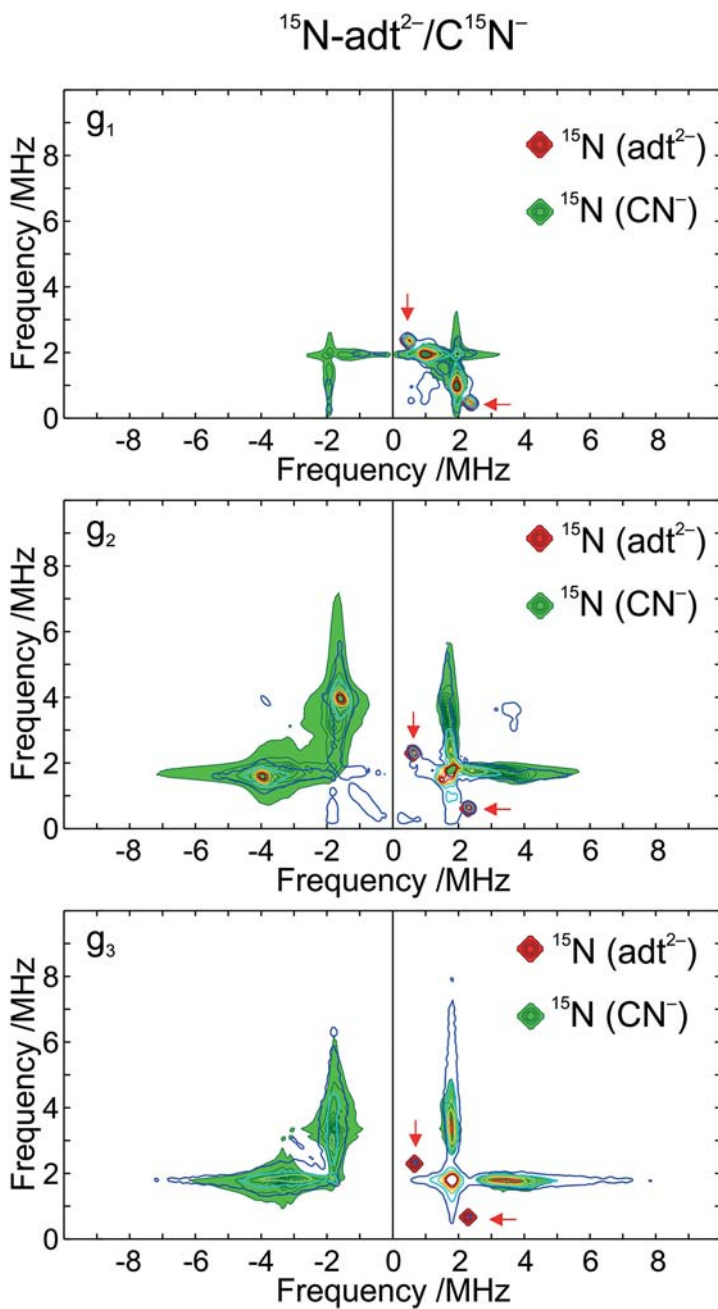 ¹⁵N-adt²⁻/C¹⁵N⁻
g₁
¹⁵N (adt²⁻)
¹⁵N (CN⁻)
Frequency /MHz
8
6
4
2
0
-8 -6 -4 -2 0 2 4 6 8
Frequency /MHz
g₂
¹⁵N (adt²⁻)
¹⁵N (CN⁻)
Frequency /MHz
8
6
4
2
0
-8 -6 -4 -2 0 2 4 6 8
Frequency /MHz
g₃
¹⁵N (adt²⁻)
¹⁵N (CN⁻)
Frequency /MHz
8
6
4
2
0
-8 -6 -4 -2 0 2 4 6 8
Frequency /MHz